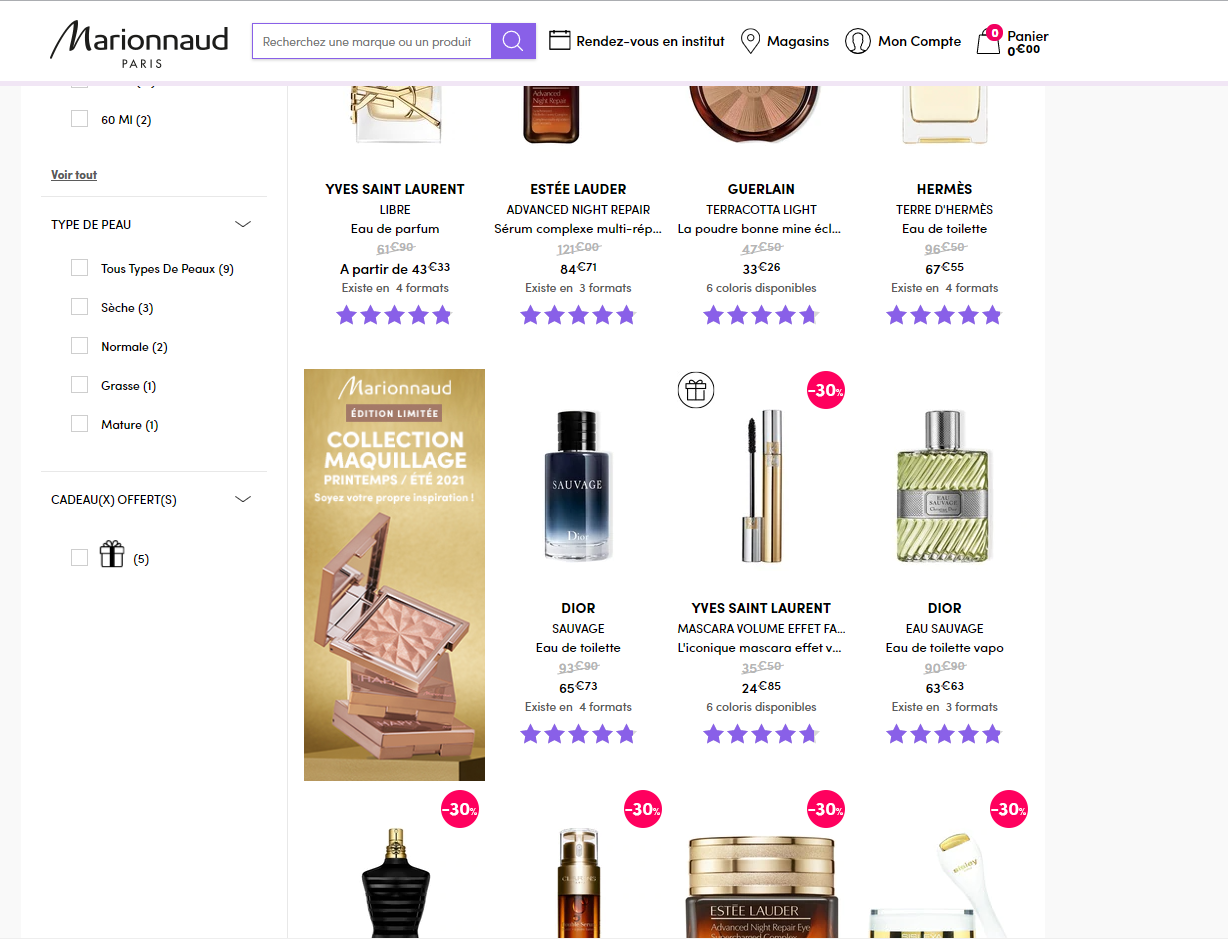 Marionnaud
PARIS
Recherchez une marque ou un produit
Rendez-vous en institut
Magasins
Mon Compte
0
Panier
0€00
60 Ml (2)
Voir tout
TYPE DE PEAU
Tous Types De Peaux (9)
Sèche (3)
Normale (2)
Grasse (1)
Mature (1)
CADEAU(X) OFFERT(S)
(5)
Advanced
Night Repair
YVES SAINT LAURENT
LIBRE
Eau de parfum
61€90
A partir de 43€33
Existe en 4 formats
ESTÉE LAUDER
ADVANCED NIGHT REPAIR
Sérum complexe multi-rép...
121€00
84€71
Existe en 3 formats
GUERLAIN
TERRACOTTA LIGHT
La poudre bonne mine écl...
47€50
33€26
6 coloris disponibles
HERMÈS
TERRE D'HERMÈS
Eau de toilette
96€50
67€55
Existe en 4 formats
Marionnaud
ÉDITION LIMITÉE
COLLECTION
MAQUILLAGE
PRINTEMPS / ÉTÉ 2021
Soyez votre propre inspiration !
SAUVAGE
Dior
DIOR
SAUVAGE
Eau de toilette
93€90
65€73
Existe en 4 formats
-30%
YVES SAINT LAURENT
MASCARA VOLUME EFFET FA...
L'iconique mascara effet v...
35€50
24€85
6 coloris disponibles
EAU
SAUVAGE
Christian Dior
DIOR
EAU SAUVAGE
Eau de toilette vapo
90€90
63€63
Existe en 3 formats
-30%
-30%
CLARINS
Double Serum
-30%
ESTĒE LAUDER
Advanced Night Repair Eye
Supercharged Complex
-30%
sisley